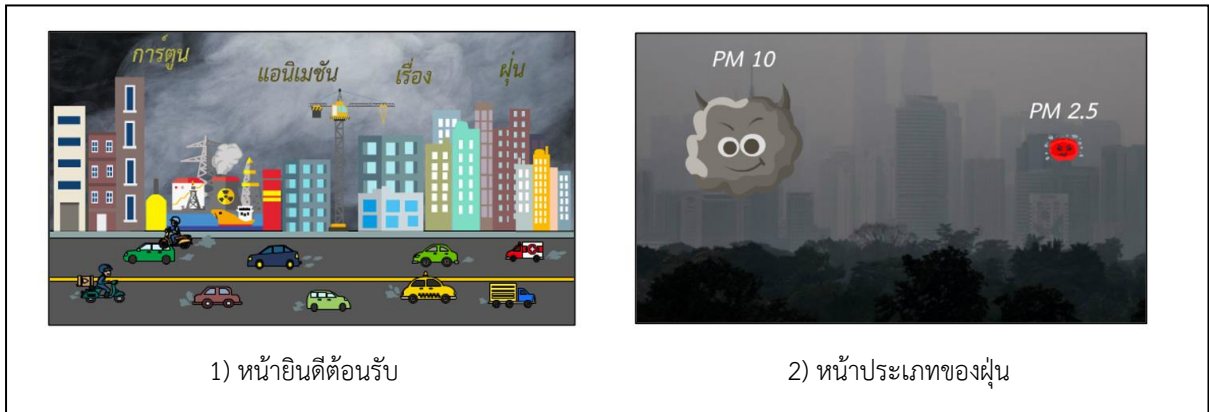 การ์ตูน แอนิเมชัน เรื่อง ฝุ่น
PM 10
PM 2.5
1) หน้ายินดีต้อนรับ
2) หน้าประเภทของฝุ่น